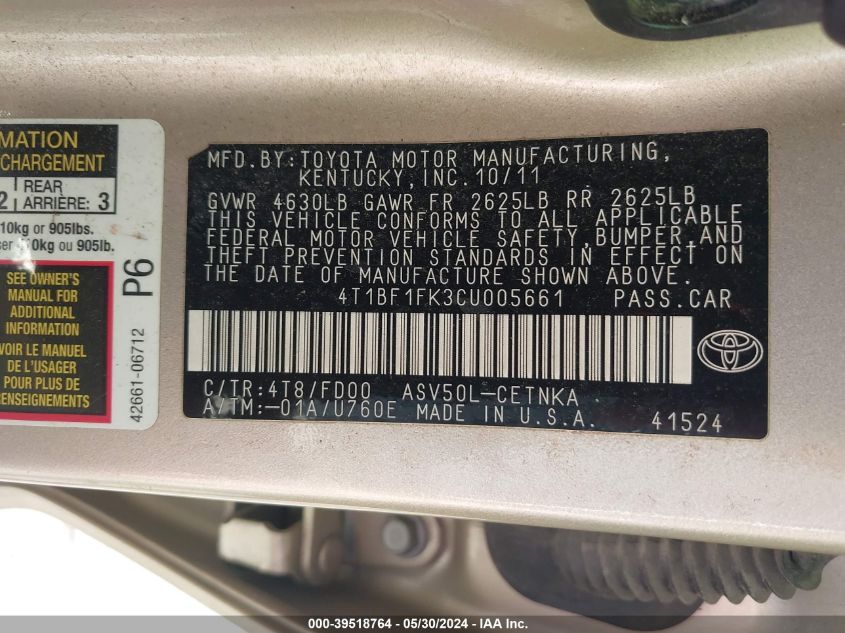 MATION
CHARGEMENT
2 REAR
ARRIÈRE: 3
10kg or 905lbs.
ser 410kg ou 905lb.
SEE OWNER'S
MANUAL FOR
ADDITIONAL
INFORMATION
VOIR LE MANUEL
DE L'USAGER
POUR PLUS DE
RENSEIGNEMENTS
P6
42661-06712
MFD.BY:TOYOTA MOTOR MANUFACTURING,
KENTUCKY,INC.10/11
GVWR 4630LB GAWR FR 2625LB RR 2625LB
THIS VEHICLE CONFORMS TO ALL APPLICABLE
FEDERAL MOTOR VEHICLE SAFETY,BUMPER,AND
THEFT PREVENTION STANDARDS IN EFFECT ON
THE DATE OF MANUFACTURE SHOWN ABOVE.
4T1BF1FK3CU005661 PASS.CAR
C/TR:4T8/FD00 ASV50L-CETNKA
A/TM:-01A/U760E MADE IN U.S.A. 41524
000-39518764 - 05/30/2024 - IAA Inc.